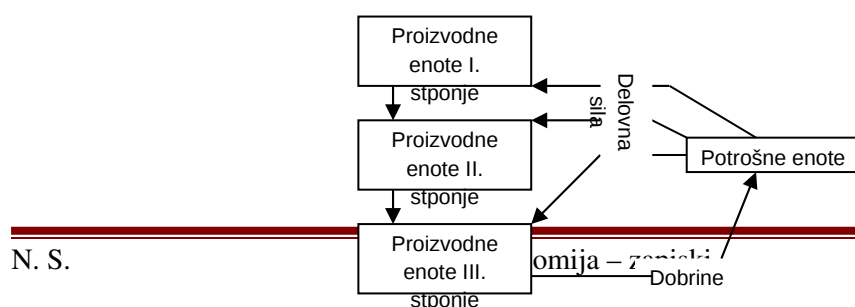 Proizvodne
enote I.
stponje
Delovna
sila
Proizvodne
enote II.
stponje
Potrošne enote
Proizvodne
enote III.
stponje
N. S.
omija –
Dobrine